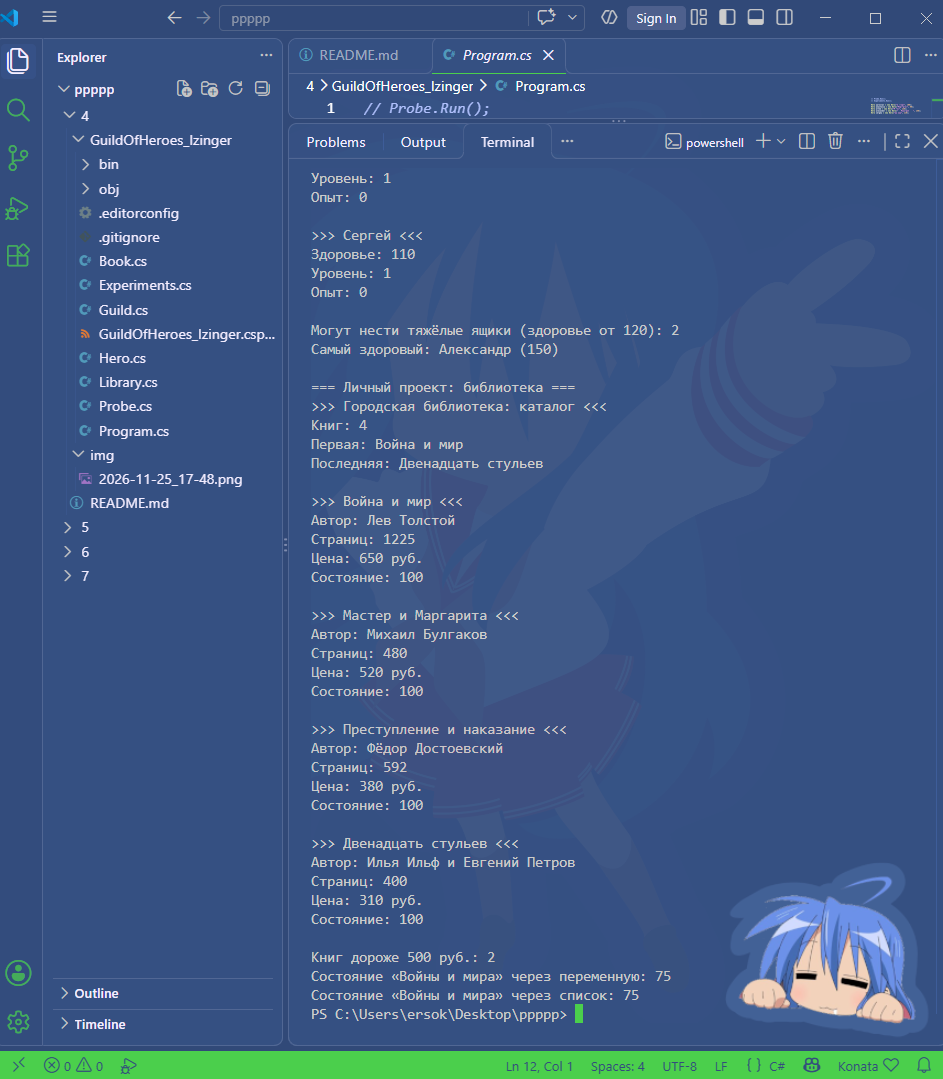 ppppp
Sign In
Explorer
ppppp
4
GuildOfHeroes_Izinger
bin
obj
.editorconfig
.gitignore
Book.cs
Experiments.cs
Guild.cs
GuildOfHeroes_Izinger.csp...
Hero.cs
Library.cs
Probe.cs
Program.cs
img
2026-11-25_17-48.png
README.md
5
6
7
Outline
Timeline
README.md
Program.cs
4 > GuildOfHeroes_Izinger > Program.cs
1 // Probe.Run();
Problems Output Terminal ... powershell
Уровень: 1
Опыт: 0
>>> Сергей <<<
Здоровье: 110
Уровень: 1
Опыт: 0
Могут нести тяжёлые ящики (здоровье от 120): 2
Самый здоровый: Александр (150)
=== Личный проект: библиотека ===
>>> Городская библиотека: каталог <<<
Книг: 4
Первая: Война и мир
Последняя: Двенадцать стульев
>>> Война и мир <<<
Автор: Лев Толстой
Страниц: 1225
Цена: 650 руб.
Состояние: 100
>>> Мастер и Маргарита <<<
Автор: Михаил Булгаков
Страниц: 480
Цена: 520 руб.
Состояние: 100
>>> Преступление и наказание <<<
Автор: Фёдор Достоевский
Страниц: 592
Цена: 380 руб.
Состояние: 100
>>> Двенадцать стульев <<<
Автор: Илья Ильф и Евгений Петров
Страниц: 400
Цена: 310 руб.
Состояние: 100
Книг дороже 500 руб.: 2
Состояние «Войны и мира» через переменную: 75
Состояние «Войны и мира» через список: 75
PS C:\Users\ersok\Desktop\ppppp>
0 0 Ln 12, Col 1 Spaces: 4 UTF-8 LF {} C# Konata